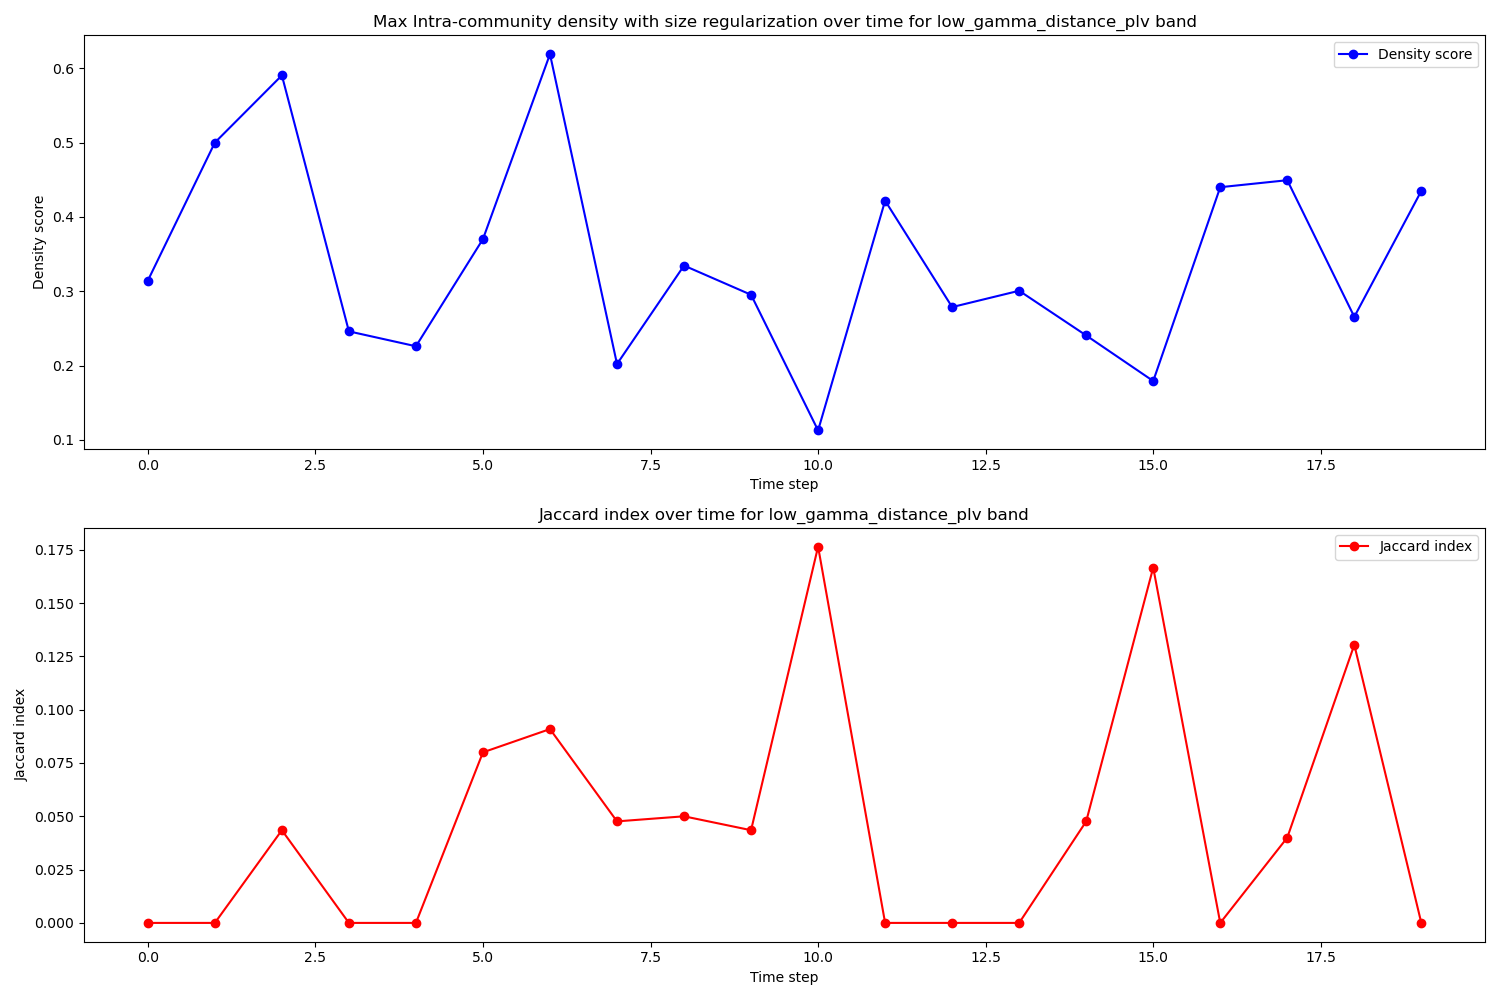 Max Intra-community density with size regularization over time for low_gamma_distance_plv band
Density score
Density score
0.6
0.5
0.4
0.3
0.2
0.1
0.0 2.5 5.0 7.5 10.0 12.5 15.0 17.5
Time step
Jaccard index over time for low_gamma_distance_plv band
Jaccard index
Jaccard index
0.175
0.150
0.125
0.100
0.075
0.050
0.025
0.000
0.0 2.5 5.0 7.5 10.0 12.5 15.0 17.5
Time step